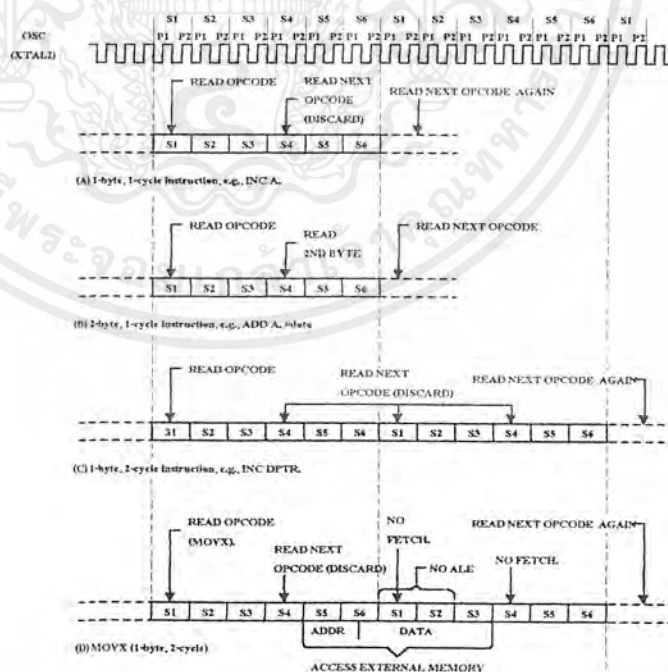 S1 S2 S3 S4 S5 S6 S1 S2 S3 S4 S5 S6 S1
OSC
(XTAL2)
P1 P2 P1 P2 P1 P2 P1 P2 P1 P2 P1 P2 P1 P2 P1 P2 P1 P2 P1 P2 P1 P2 P1 P2 P1 P2
READ OPCODE
READ NEXT
OPCODE
(DISCARD)
READ NEXT OPCODE AGAIN
S1 S2 S3 S4 S5 S6
(A) 1-byte, 1-cycle instruction, e.g., INC A.
READ OPCODE
READ
2ND BYTE
READ NEXT OPCODE
S1 S2 S3 S4 S5 S6
(B) 2-byte, 1-cycle instruction, e.g., ADD A, #data
READ OPCODE
READ NEXT
OPCODE (DISCARD)
READ NEXT OPCODE AGAIN
S1 S2 S3 S4 S5 S6 S1 S2 S3 S4 S5 S6
(C) 1-byte, 2-cycle instruction, e.g., INC DPTR.
READ OPCODE
(MOVX).
READ NEXT
OPCODE (DISCARD)
NO
FETCH.
NO ALE
NO FETCH.
READ NEXT OPCODE AGAIN
S1 S2 S3 S4 S5 S6 S1 S2 S3 S4 S5 S6
ADDR DATA
(D) MOVX (1-byte, 2-cycle)
ACCESS EXTERNAL MEMORY